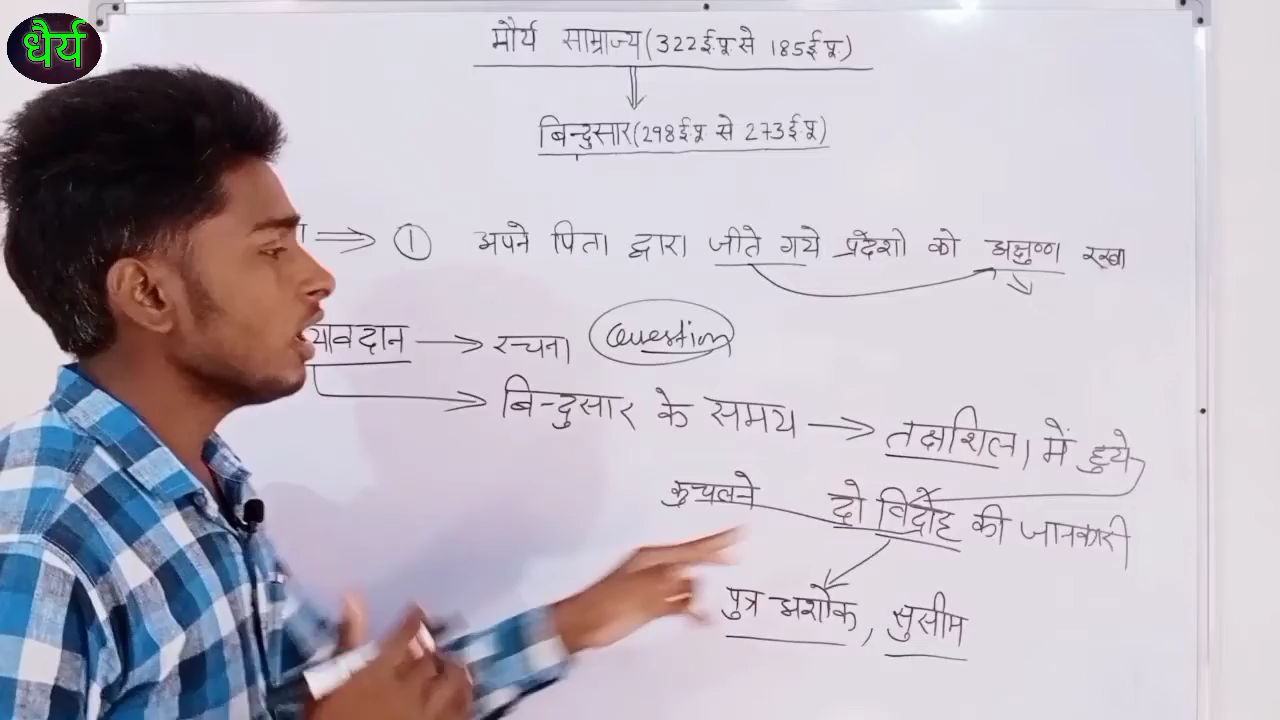 धैर्य
मौर्य साम्राज्य (322 ई.पू से 185 ई.पू)
बिन्दुसार (298 ई.पू से 273 ई.पू)
⇒ ① अपने पिता द्वारा जीते गये प्रदेशो को अक्षुण्ण रखा
यावदान → रचना Question
→ बिन्दुसार के समय → तक्षशिला में हुये
कुचलने दो विद्रोह की जानकारी
पुत्र अशोक, सुसीम